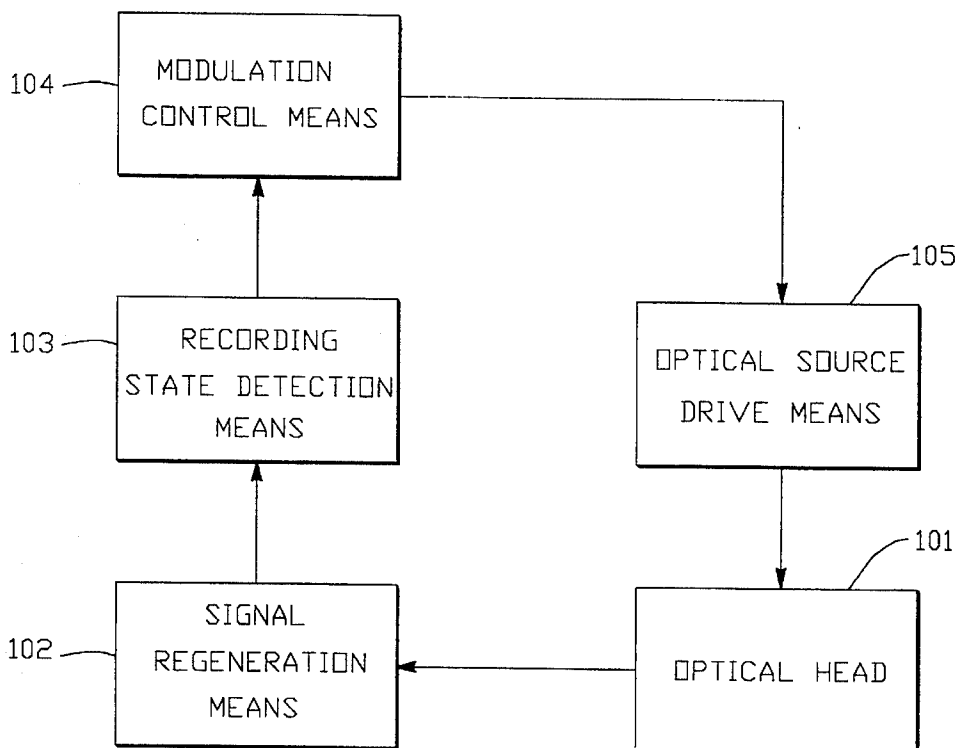 104
MODULATION
CONTROL MEANS
105
103
RECORDING
STATE DETECTION
MEANS
OPTICAL SOURCE
DRIVE MEANS
101
102
SIGNAL
REGENERATION
MEANS
OPTICAL HEAD